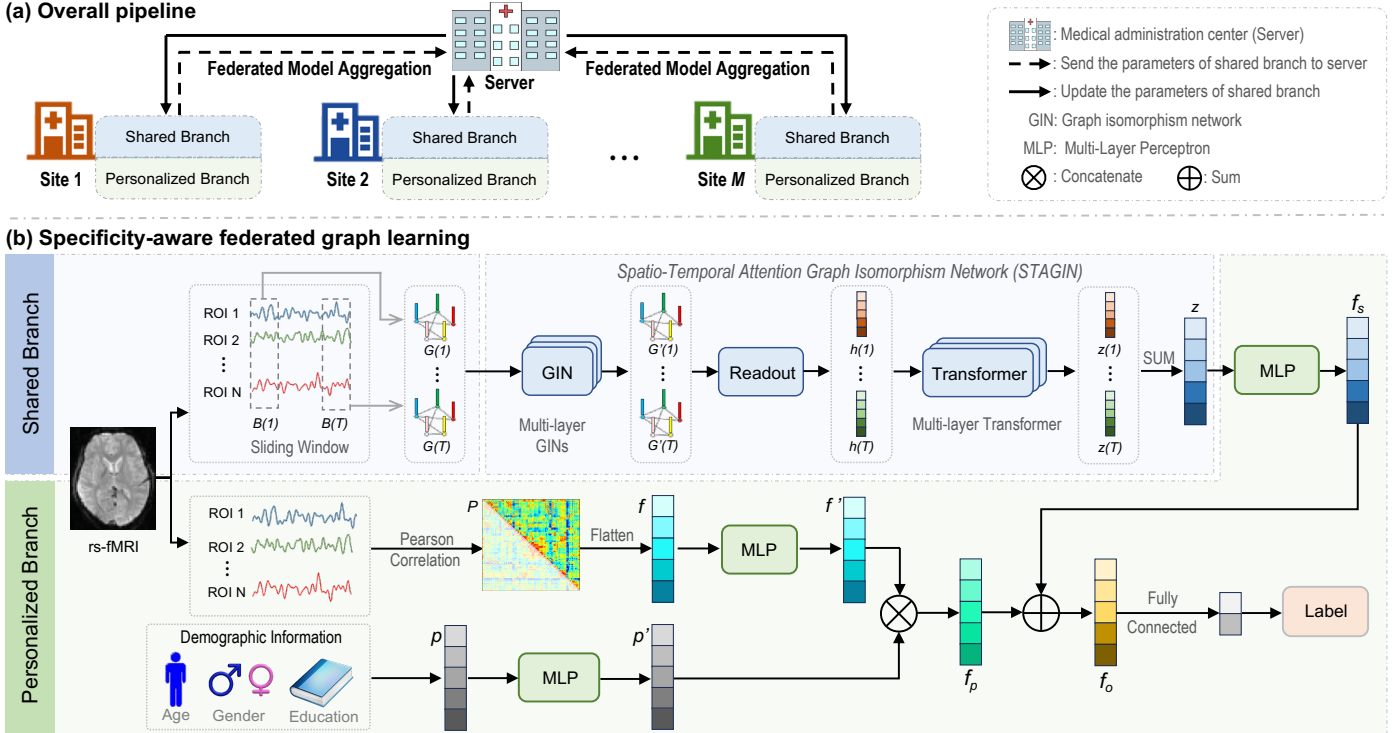 (a) Overall pipeline
Federated Model Aggregation
Server
Federated Model Aggregation
Shared Branch
Personalized Branch
Site 1
Shared Branch
Personalized Branch
Site 2
...
Shared Branch
Personalized Branch
Site M
: Medical administration center (Server)
: Send the parameters of shared branch to server
: Update the parameters of shared branch
GIN: Graph isomorphism network
MLP: Multi-Layer Perceptron
: Concatenate
: Sum
(b) Specificity-aware federated graph learning
Shared Branch
ROI 1
ROI 2
ROI N
B(1)
B(T)
Sliding Window
G(1)
G(T)
Spatio-Temporal Attention Graph Isomorphism Network (STAGIN)
GIN
Multi-layer
GINs
G'(1)
G'(T)
Readout
h(1)
h(T)
Transformer
Multi-layer Transformer
z(1)
z(T)
SUM
z
MLP
fs
rs-fMRI
Personalized Branch
ROI 1
ROI 2
ROI N
Pearson
Correlation
P
Flatten
f
MLP
f '
Demographic Information
Age
Gender
Education
p
MLP
p'
fp
fo
Fully
Connected
Label